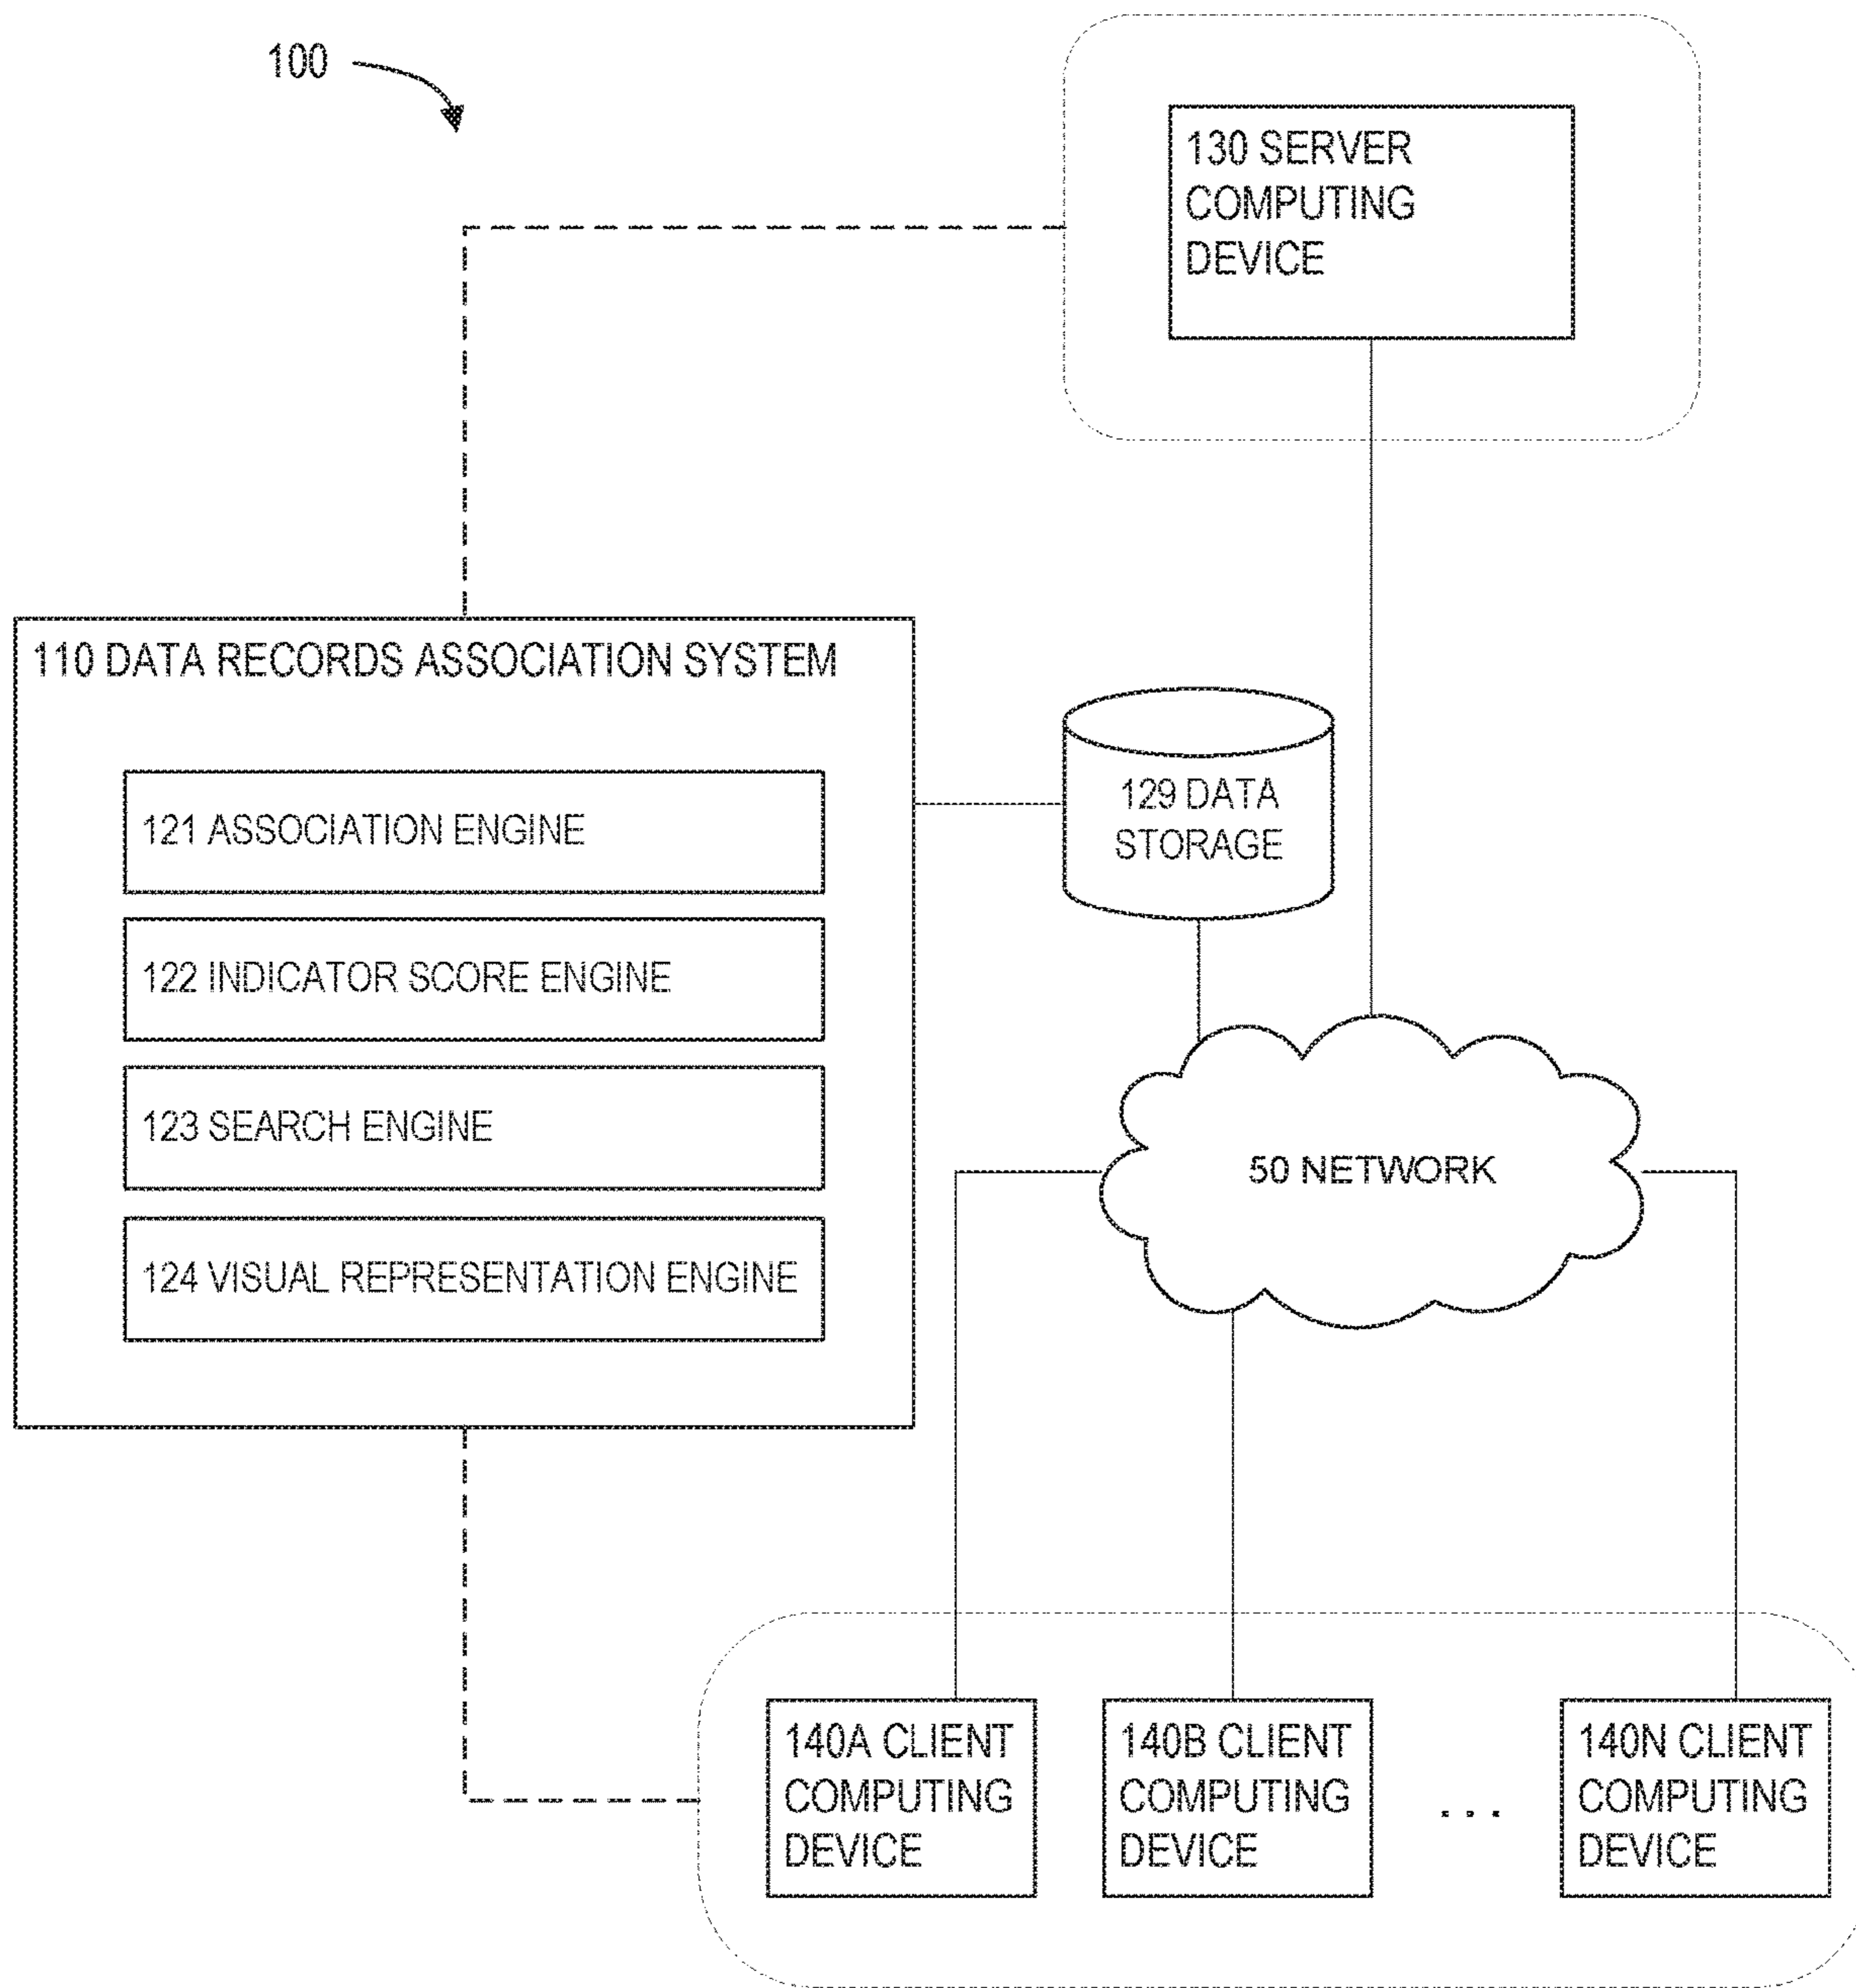 100
130 SERVER
COMPUTING
DEVICE
110 DATA RECORDS ASSOCIATION SYSTEM
121 ASSOCIATION ENGINE
122 INDICATOR SCORE ENGINE
123 SEARCH ENGINE
124 VISUAL REPRESENTATION ENGINE
129 DATA
STORAGE
50 NETWORK
140A CLIENT
COMPUTING
DEVICE
140B CLIENT
COMPUTING
DEVICE
. . .
140N CLIENT
COMPUTING
DEVICE